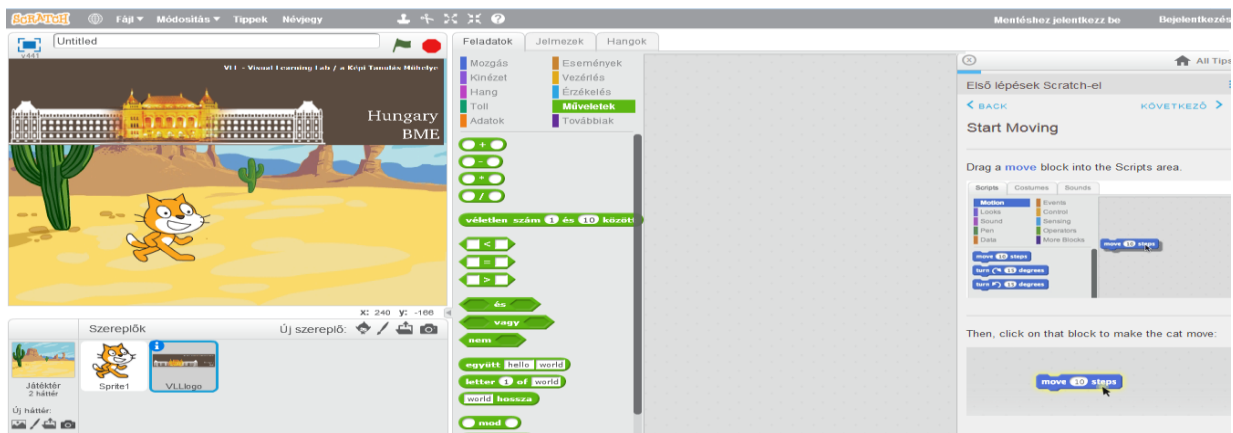 SCRATCH Fájl Módosítás Tippek Névjegy Mentéshez jelentkezz be Bejelentkezés
v441 Untitled
VLL - Visual Learning Lab / a Képi Tanulás Műhelye
Hungary
BME
X: 240 y: -166
Szereplők Új szereplő:
Játéktér
2 háttér
Sprite1
VLLlogo
Új háttér:
Feladatok Jelmezek Hangok
Mozgás Események
Kinézet Vezérlés
Hang Érzékelés
Toll Műveletek
Adatok Továbbiak
+
-
*
/
véletlen szám 1 és 10 között
<
=
>
és
vagy
nem
együtt hello world
letter 1 of world
world hossza
mod
All Tips
Első lépések Scratch-el
< BACK KÖVETKEZŐ >
Start Moving
Drag a move block into the Scripts area.
Scripts Costumes Sounds
Motion Events
Looks Control
Sound Sensing
Pen Operators
Data More Blocks
move 10 steps
turn 15 degrees
turn 15 degrees
move 10 steps
Then, click on that block to make the cat move:
move 10 steps